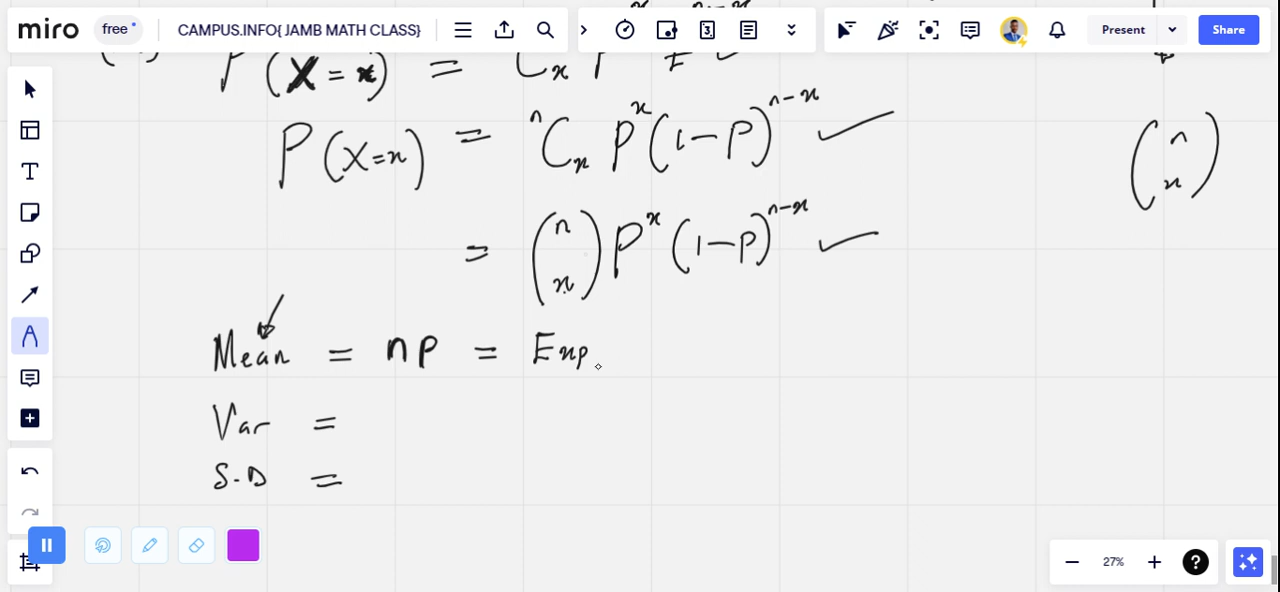 miro free CAMPUS.INFO{ JAMB MATH CLASS} Present Share
P (X = x) = C x P
P (X=x) = ⁿCₓ Pˣ (1-P)ⁿ⁻ˣ ✓
(n x)
= (n x) Pˣ (1-P)ⁿ⁻ˣ ✓
Mean = np = Exp
Var =
S.D =
27%